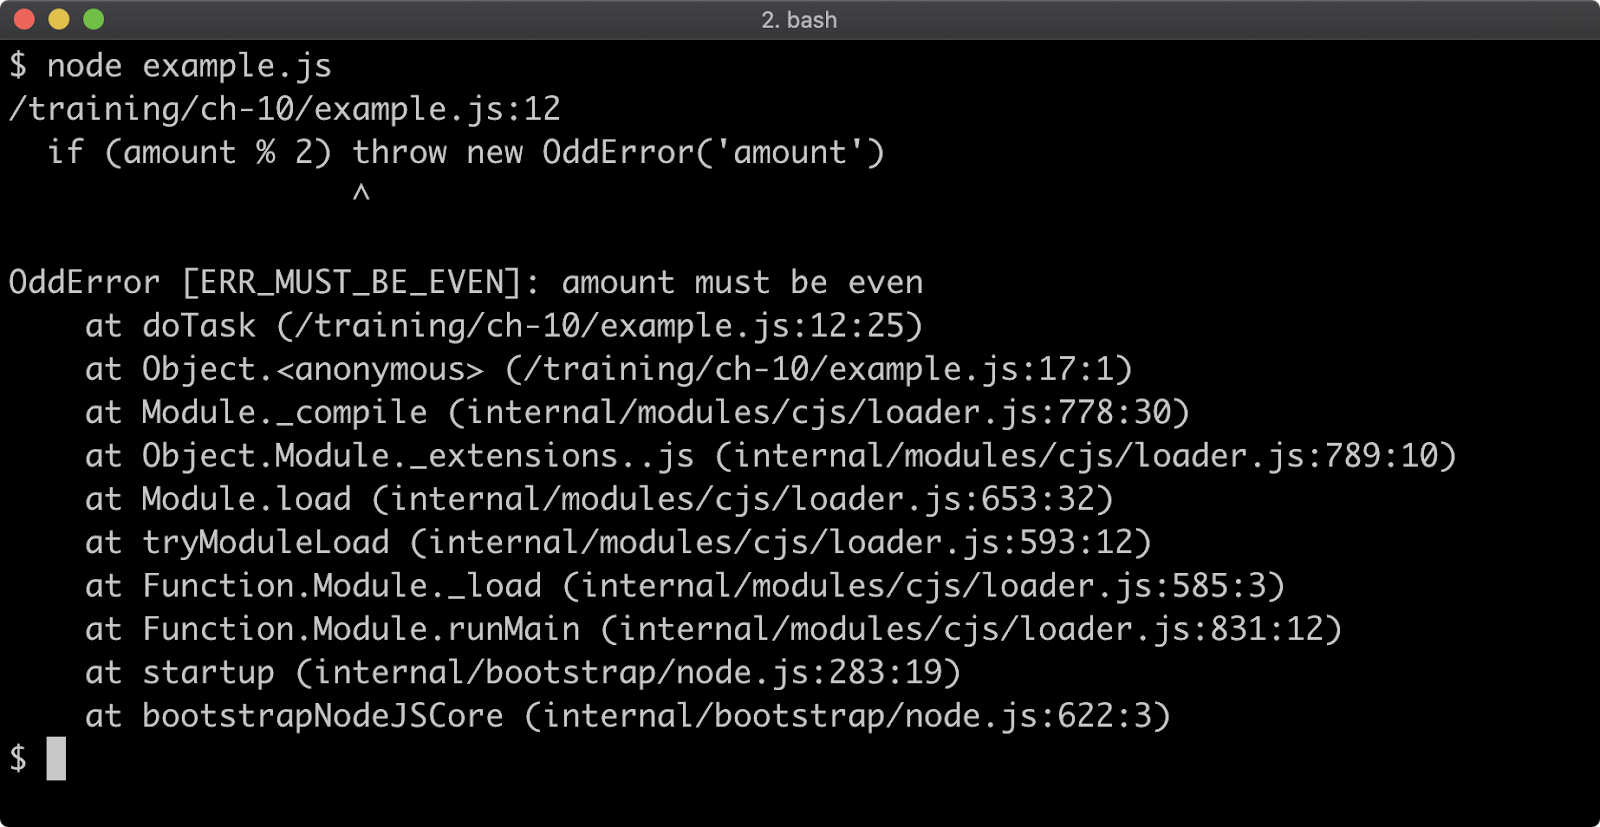 2. bash
$ node example.js
/training/ch-10/example.js:12
  if (amount % 2) throw new OddError('amount')
                  ^
OddError [ERR_MUST_BE_EVEN]: amount must be even
    at doTask (/training/ch-10/example.js:12:25)
    at Object.<anonymous> (/training/ch-10/example.js:17:1)
    at Module._compile (internal/modules/cjs/loader.js:778:30)
    at Object.Module._extensions..js (internal/modules/cjs/loader.js:789:10)
    at Module.load (internal/modules/cjs/loader.js:653:32)
    at tryModuleLoad (internal/modules/cjs/loader.js:593:12)
    at Function.Module._load (internal/modules/cjs/loader.js:585:3)
    at Function.Module.runMain (internal/modules/cjs/loader.js:831:12)
    at startup (internal/bootstrap/node.js:283:19)
    at bootstrapNodeJSCore (internal/bootstrap/node.js:622:3)
$